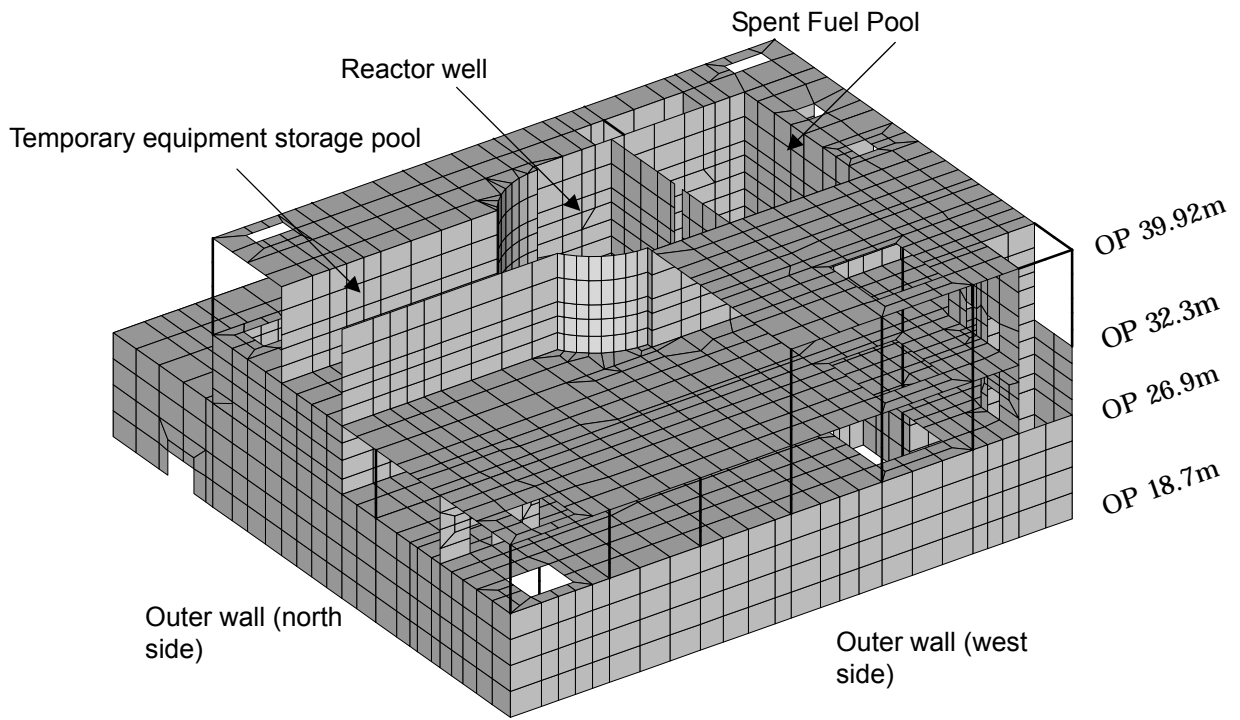 Spent Fuel Pool
Reactor well
Temporary equipment storage pool
OP 39.92m
OP 32.3m
OP 26.9m
OP 18.7m
Outer wall (north
side)
Outer wall (west
side)